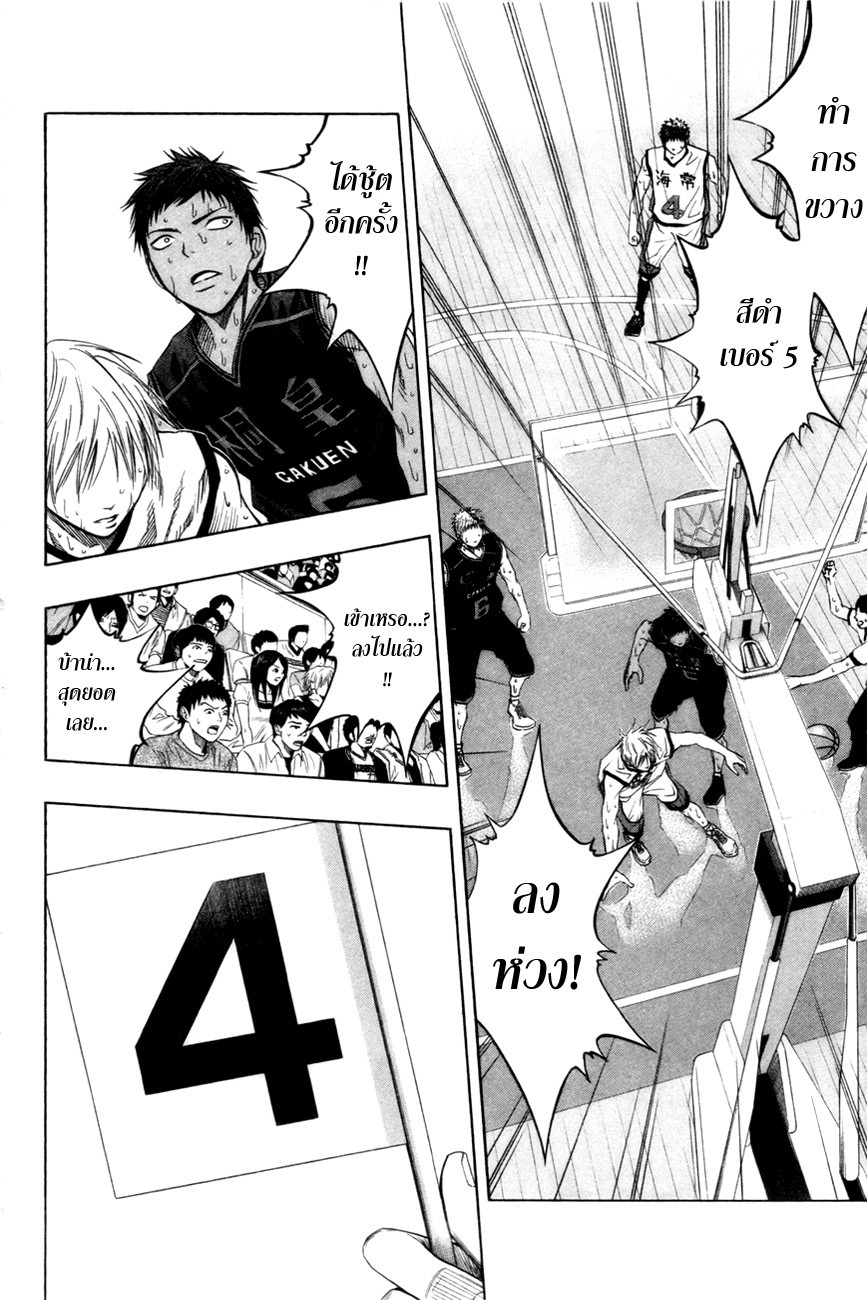 ทำ
การ
ขวาง
สีดำ
เบอร์ 5
海常
4
6
ลง
ห่วง!
ได้ชู้ต
อีกครั้ง
!!
桐皇
GAKUEN
5
เข้าเหรอ...?
ลงไปแล้ว
!!
บ้าน่า...
สุดยอด
เลย...
4